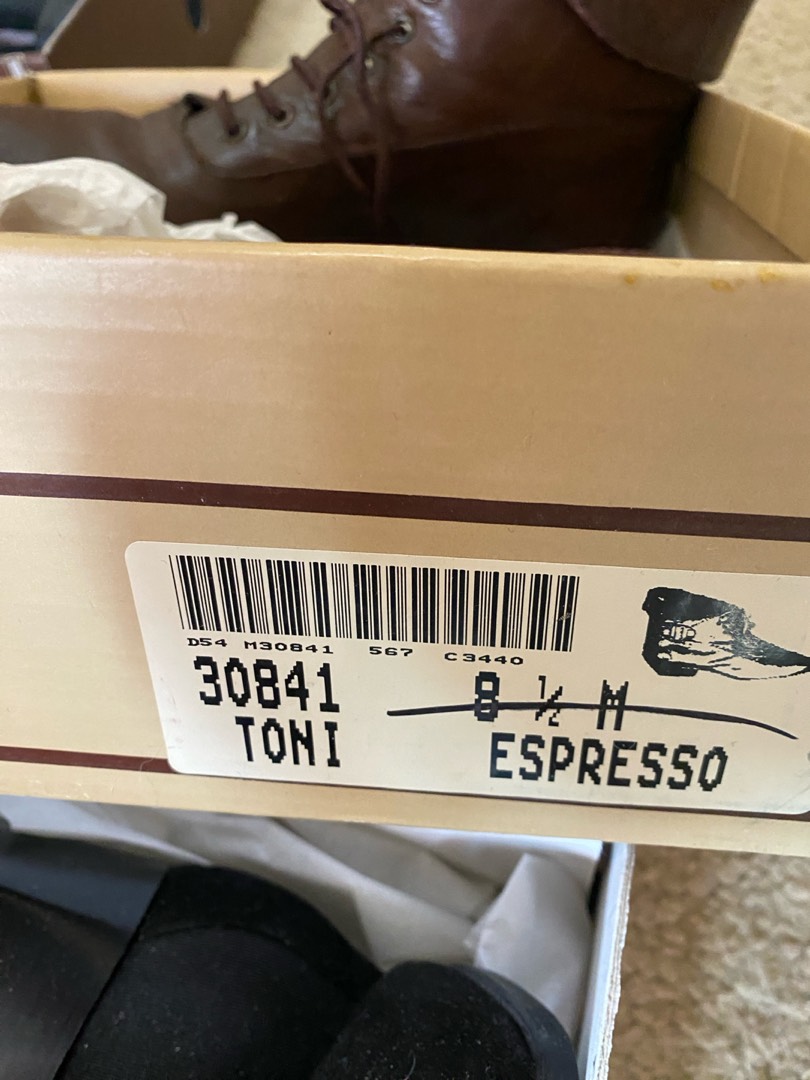 D54 M30841 567 C3440
30841 8 ½ M
TONI ESPRESSO